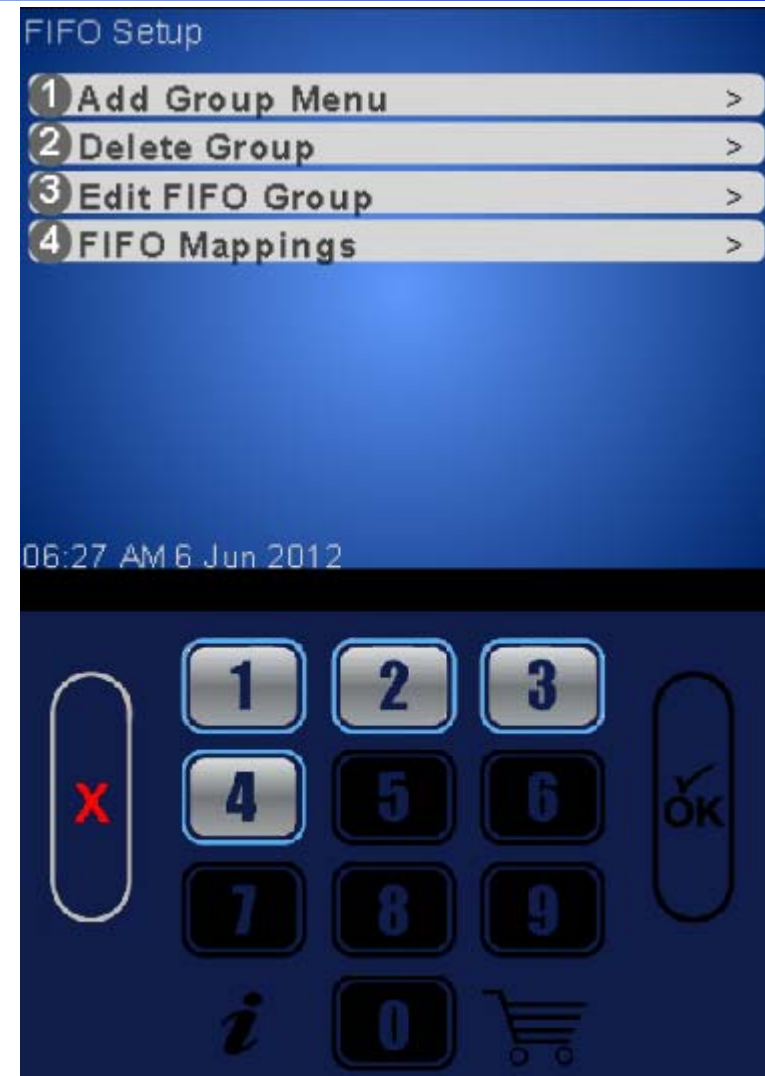 FIFO Setup
1 Add Group Menu >
2 Delete Group >
3 Edit FIFO Group >
4 FIFO Mappings >
06:27 AM 6 Jun 2012
1 2 3
X 4 5 6 OK
7 8 9
i 0